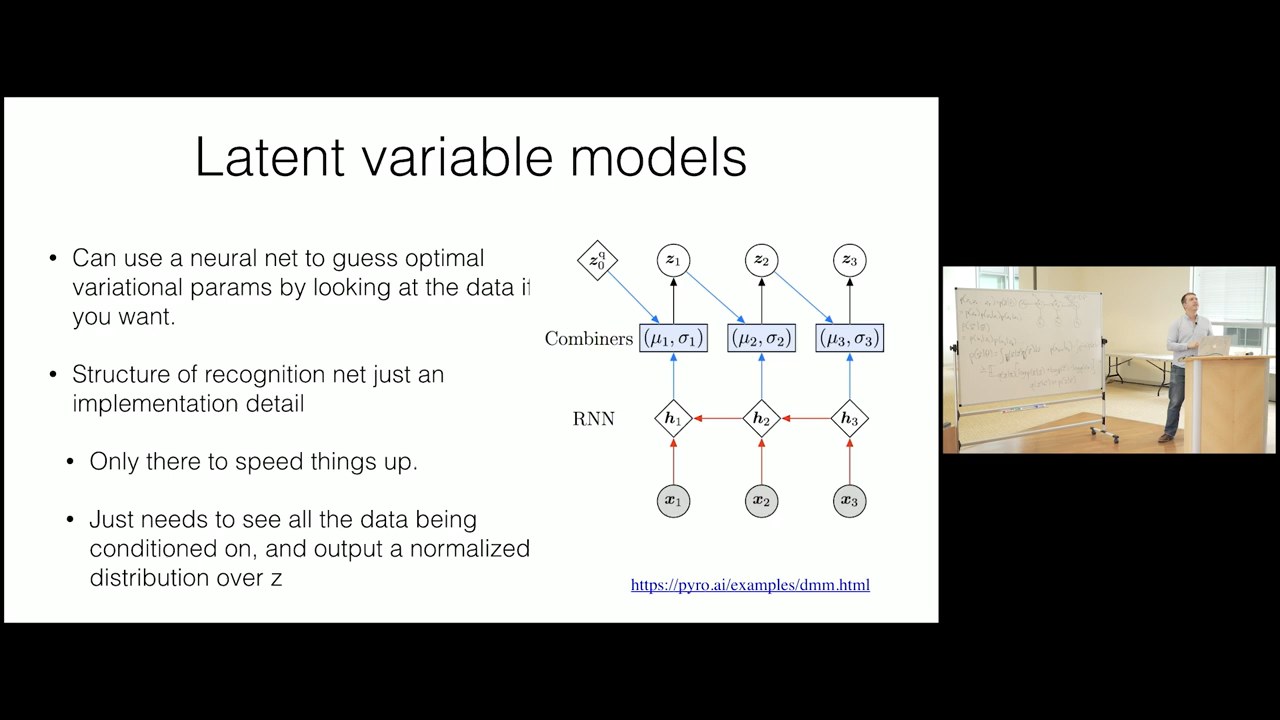 Latent variable models
• Can use a neural net to guess optimal
variational params by looking at the data if
you want.
• Structure of recognition net just an
implementation detail
• Only there to speed things up.
• Just needs to see all the data being
conditioned on, and output a normalized
distribution over z
z₀^q z₁ z₂ z₃
Combiners (μ₁, σ₁) (μ₂, σ₂) (μ₃, σ₃)
RNN h₁ h₂ h₃
x₁ x₂ x₃
https://pyro.ai/examples/dmm.html